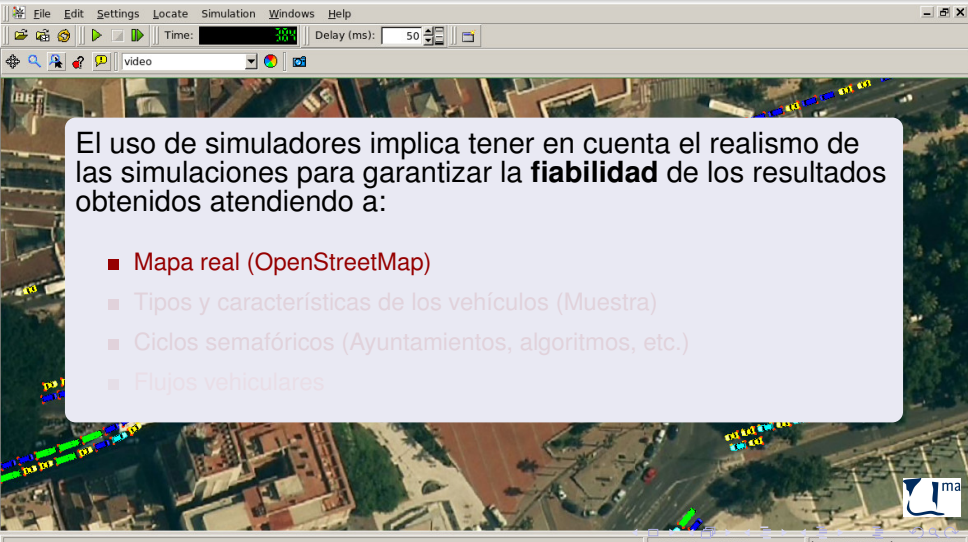 File Edit Settings Locate Simulation Windows Help
Time: 384 Delay (ms): 50
video
El uso de simuladores implica tener en cuenta el realismo de
las simulaciones para garantizar la fiabilidad de los resultados
obtenidos atendiendo a:
Mapa real (OpenStreetMap)
Tipos y características de los vehículos (Muestra)
Ciclos semafóricos (Ayuntamientos, algoritmos, etc.)
Flujos vehiculares
ma